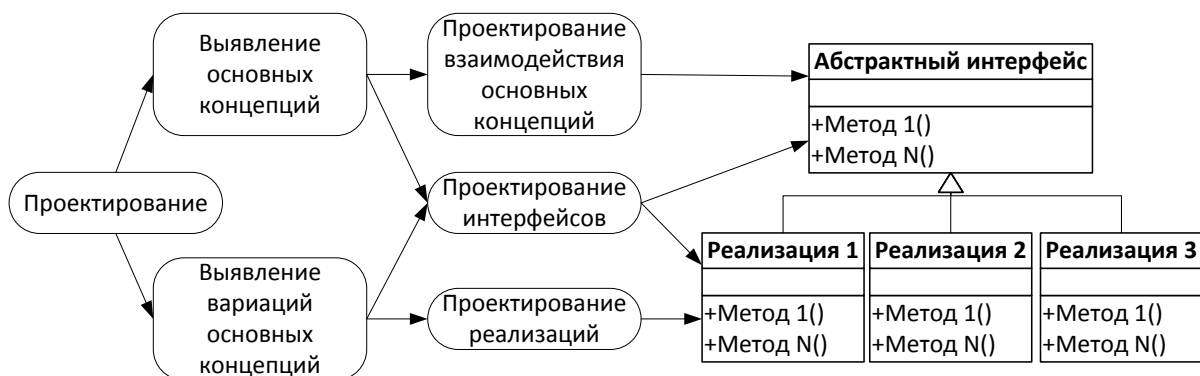 Проектирование
Выявление
основных
концепций
Выявление
вариаций
основных
концепций
Проектирование
взаимодействия
основных
концепций
Проектирование
интерфейсов
Проектирование
реализаций
Абстрактный интерфейс
+Метод 1()
+Метод N()
Реализация 1
+Метод 1()
+Метод N()
Реализация 2
+Метод 1()
+Метод N()
Реализация 3
+Метод 1()
+Метод N()